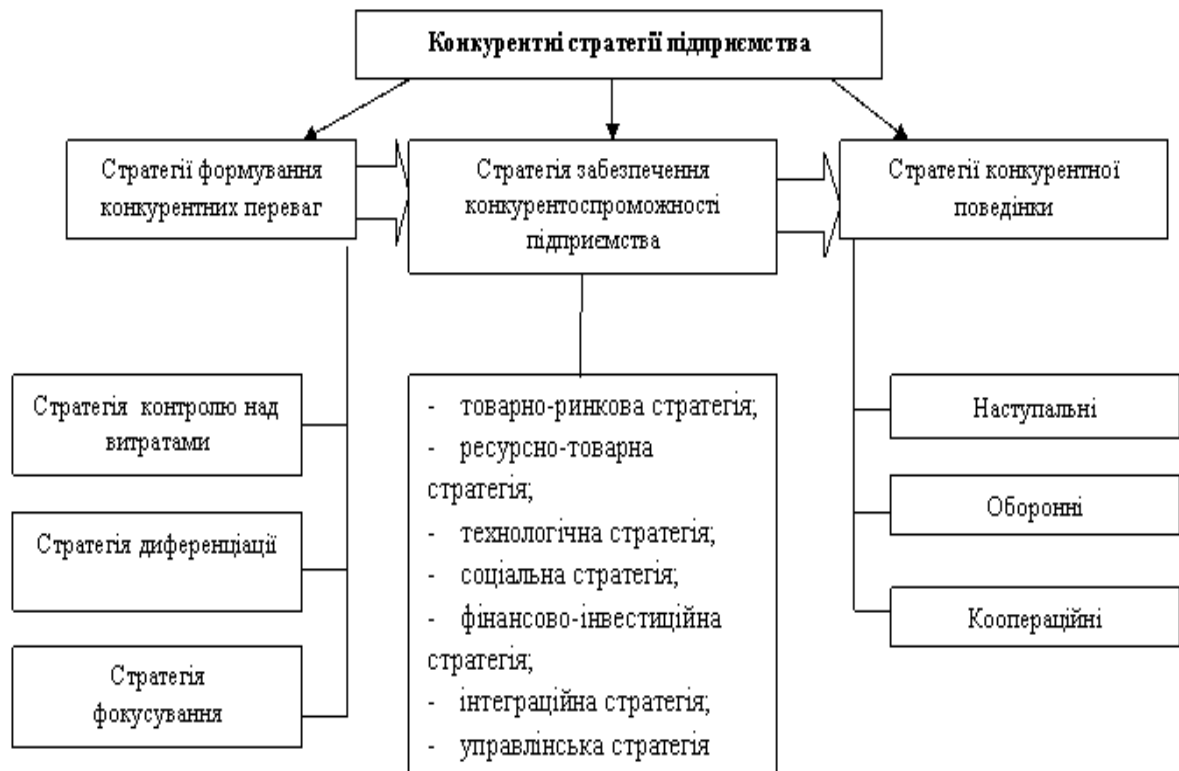 Конкурентні стратегії підприємства
Стратегії формування
конкурентних переваг
Стратегія забезпечення
конкурентоспроможності
підприємства
Стратегії конкурентної
поведінки
Стратегія контролю над
витратами
Стратегія диференціації
Стратегія
фокусування
- товарно-ринкова стратегія;
- ресурсно-товарна
стратегія;
- технологічна стратегія;
- соціальна стратегія;
- фінансово-інвестиційна
стратегія;
- інтеграційна стратегія;
- управлінська стратегія
Наступальні
Оборонні
Коопераційні